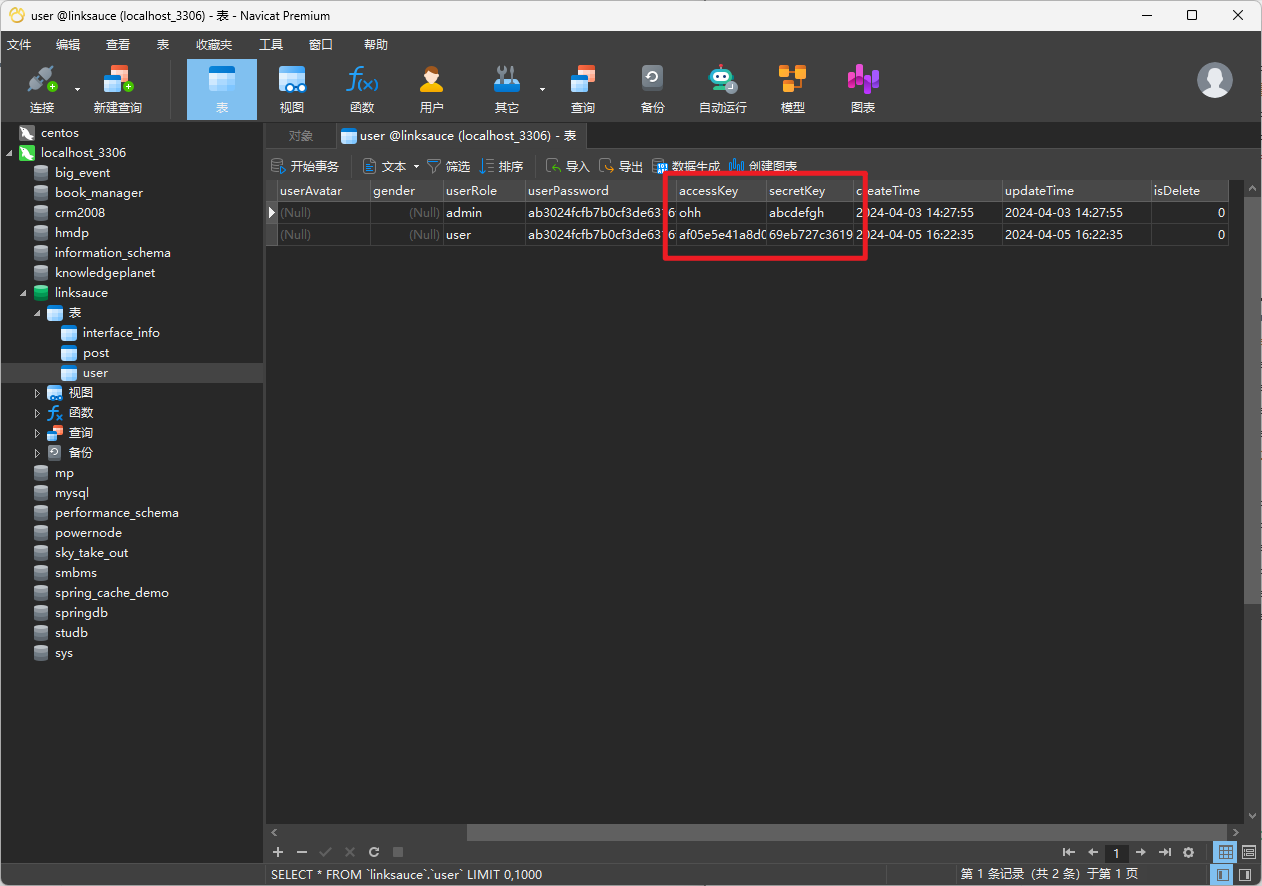 user @linksauce (localhost_3306) - 表 - Navicat Premium
文件 编辑 查看 表 收藏夹 工具 窗口 帮助
连接 新建查询 表 视图 函数 用户 其它 查询 备份 自动运行 模型 图表
centos
localhost_3306
big_event
book_manager
crm2008
hmdp
information_schema
knowledgeplanet
linksauce
表
interface_info
post
user
视图
函数
查询
备份
mp
mysql
performance_schema
powernode
sky_take_out
smbms
spring_cache_demo
springdb
studb
sys
对象 user @linksauce (localhost_3306) - 表
开始事务 文本 筛选 排序 导入 导出 数据生成 创建图表
userAvatar gender userRole userPassword accessKey secretKey createTime updateTime isDelete
(Null) (Null) admin ab3024fcfb7b0cf3de6316 ohh abcdefgh 2024-04-03 14:27:55 2024-04-03 14:27:55 0
(Null) (Null) user ab3024fcfb7b0cf3de6316 af05e5e41a8d0 69eb727c3619 2024-04-05 16:22:35 2024-04-05 16:22:35 0
1
SELECT * FROM `linksauce`.`user` LIMIT 0,1000 第 1 条记录 (共 2 条) 于第 1 页